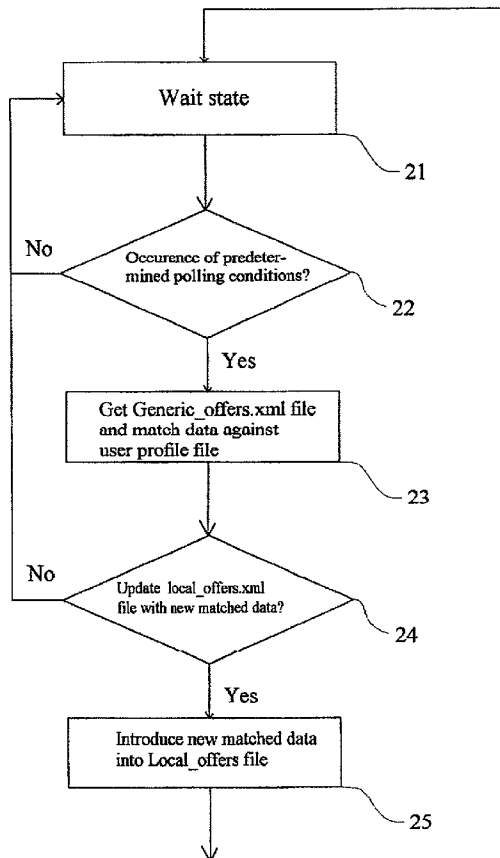 Wait state
21
No
Occurence of predeter-
mined polling conditions?
22
Yes
Get Generic_offers.xml file
and match data against
user profile file
23
No
Update local_offers.xml
file with new matched data?
24
Yes
Introduce new matched data
into Local_offers file
25